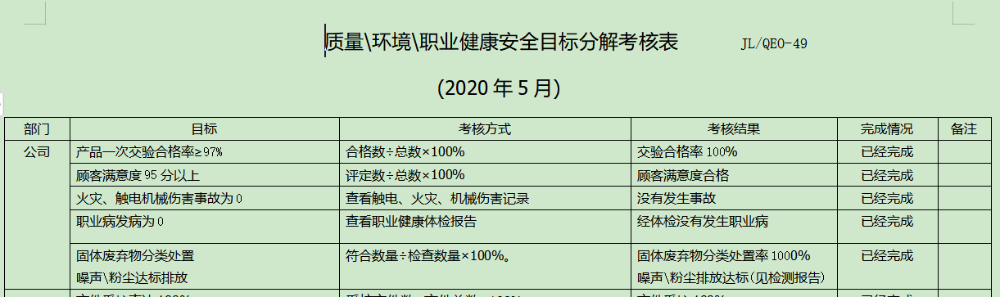 质量\环境\职业健康安全目标分解考核表 JL/QEO-49
(2020 年 5 月)
部门 目标 考核方式 考核结果 完成情况 备注
公司 产品一次交验合格率≥97% 合格数÷总数×100% 交验合格率 100% 已经完成
顾客满意度 95 分以上 评定数÷总数×100% 顾客满意度合格 已经完成
火灾、触电机械伤害事故为 0 查看触电、火灾、机械伤害记录 没有发生事故 已经完成
职业病发病为 0 查看职业健康体检报告 经体检没有发生职业病 已经完成
固体废弃物分类处置 符合数量÷检查数量×100%。 固体废弃物分类处置率 1000% 已经完成
噪声\粉尘达标排放 噪声\粉尘排放达标(见检测报告)